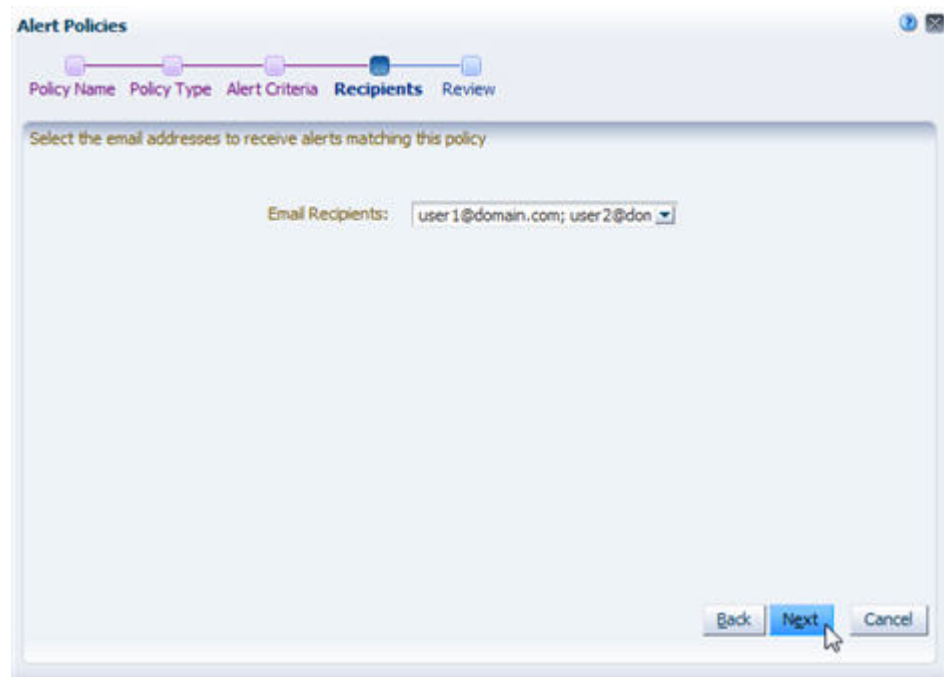 Alert Policies
Policy Name Policy Type Alert Criteria Recipients Review
Select the email addresses to receive alerts matching this policy
Email Recipients: user1@domain.com; user2@don
Back Next Cancel